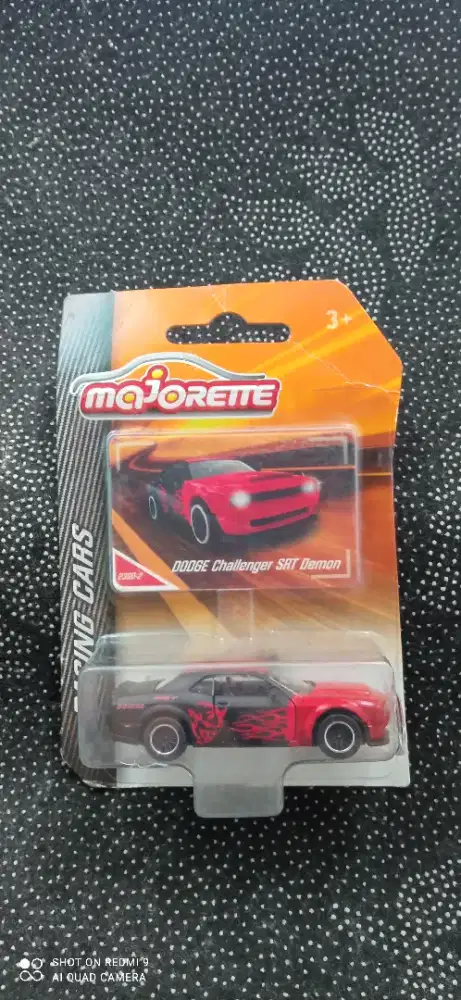 3+
majorette
DODGE Challenger SRT Demon
RACING CARS
SHOT ON REDMI 9
AI QUAD CAMERA